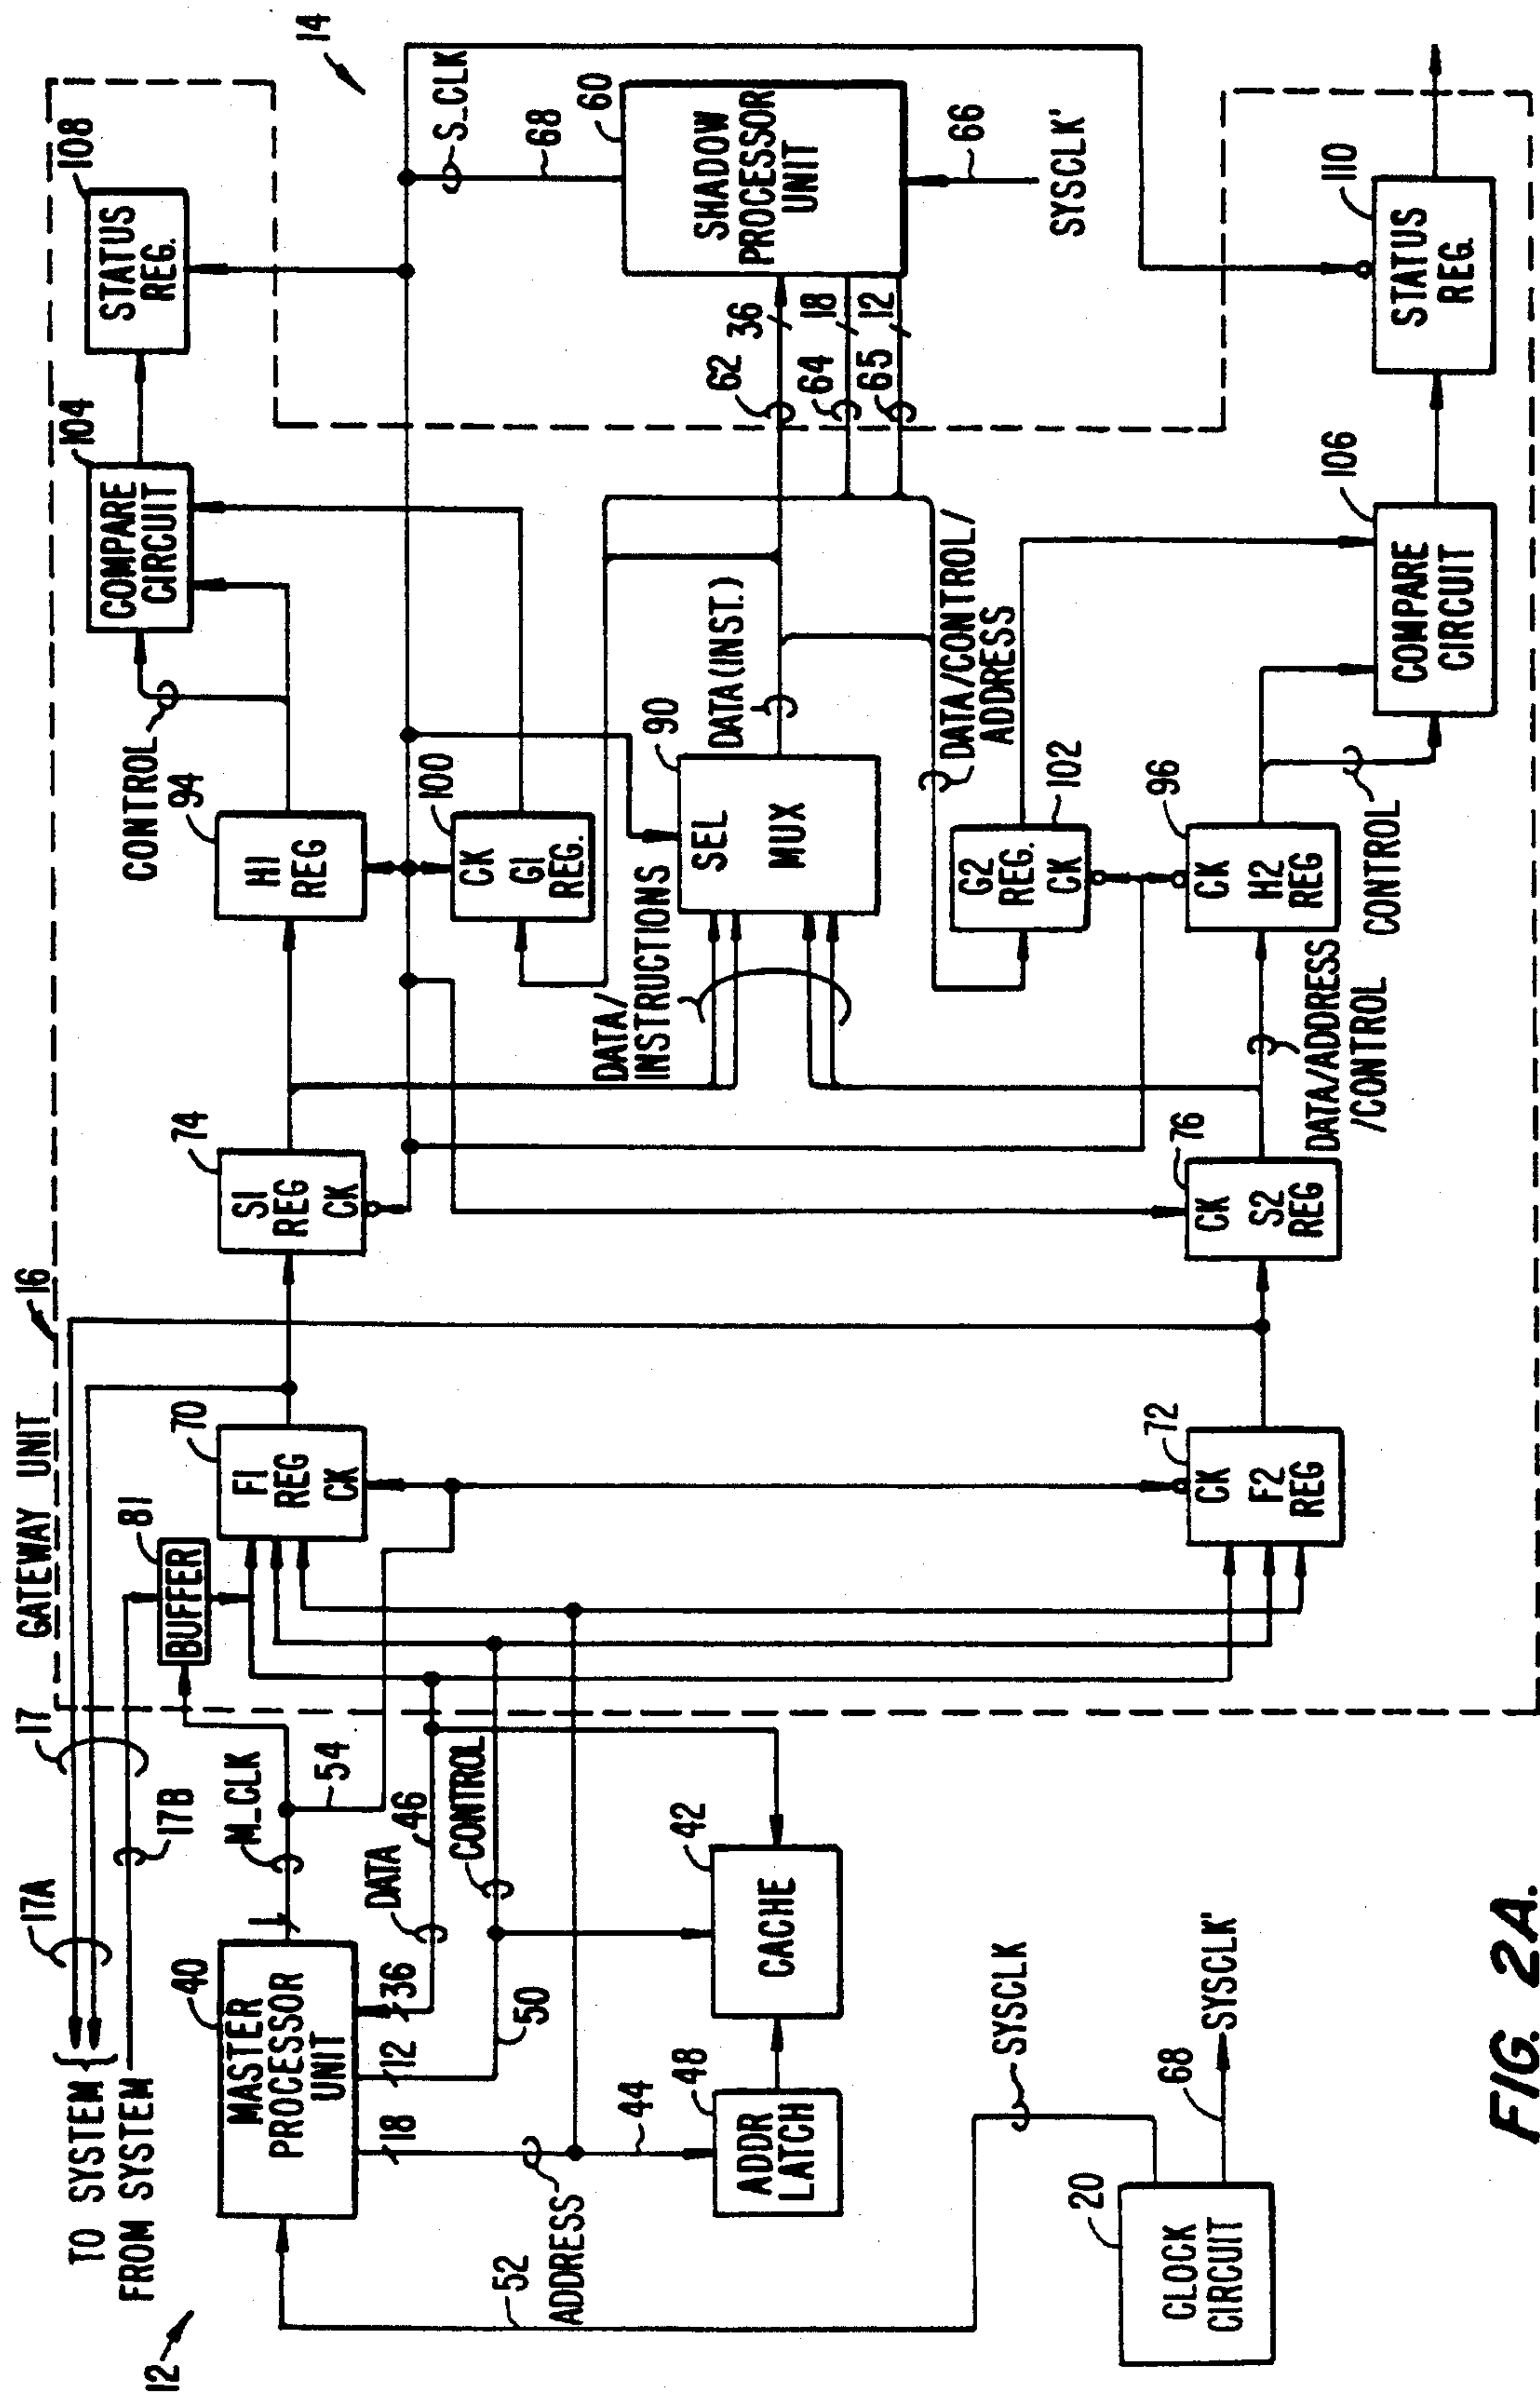 12
TO SYSTEM
FROM SYSTEM
17A
17
17B
GATEWAY UNIT
16
14
40
MASTER
PROCESSOR
UNIT
1
M_CLK
54
36
12
18
DATA
46
CONTROL
50
ADDRESS
44
52
48
ADDR
LATCH
42
CACHE
SYSCLK
20
CLOCK
CIRCUIT
68
SYSCLK'
81
BUFFER
70
F1
REG
CK
72
CK
F2
REG
74
S1
REG
CK
76
CK
S2
REG
DATA/ADDRESS
/CONTROL
94
H1
REG
CONTROL
100
CK
G1
REG.
DATA/
INSTRUCTIONS
90
SEL
MUX
DATA(INST.)
DATA/CONTROL/
ADDRESS
102
G2
REG.
CK
96
CK
H2
REG
CONTROL
104
COMPARE
CIRCUIT
106
COMPARE
CIRCUIT
108
STATUS
REG.
110
STATUS
REG.
S_CLK
68
60
SHADOW
PROCESSOR
UNIT
62
36
64
18
65
12
66
SYSCLK'
FIG. 2A.